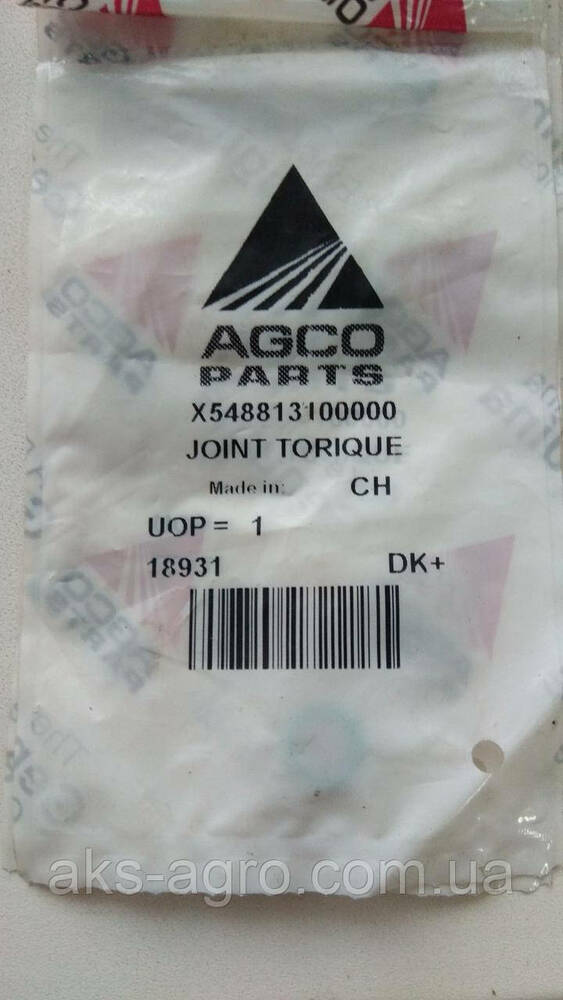 AGCO
PARTS
X548813100000
JOINT TORIQUE
Made in: CH
UOP = 1
18931 DK+
aks-agro.com.ua